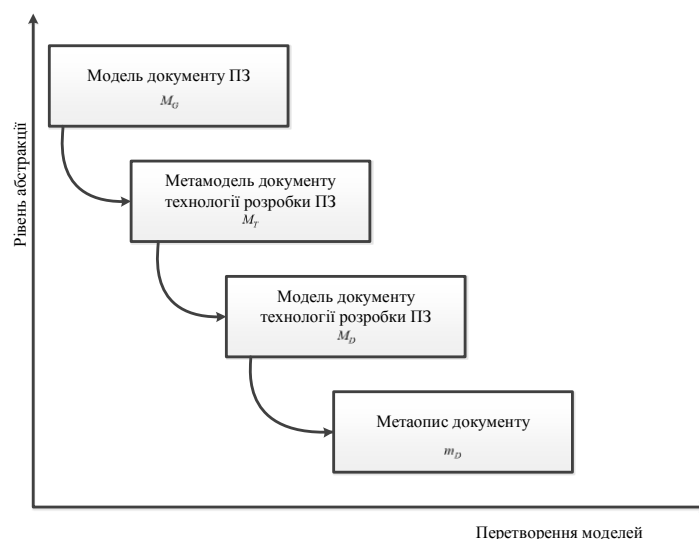 Рівень абстракції
Модель документу ПЗ
M_G
Метамодель документу
технології розробки ПЗ
M_T
Модель документу
технології розробки ПЗ
M_D
Метаопис документу
m_D
Перетворення моделей